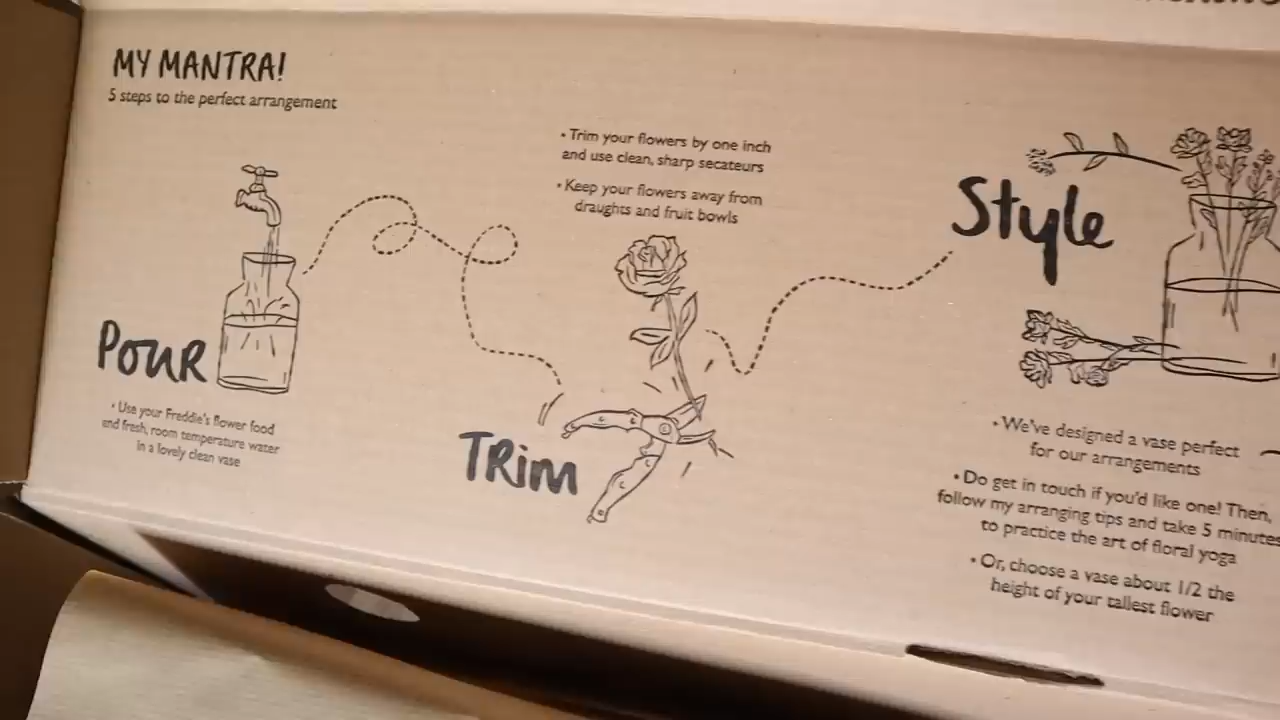 MY MANTRA!
5 steps to the perfect arrangement
Pour
• Use your Freddie's flower food
and fresh, room temperature water
in a lovely clean vase
• Trim your flowers by one inch
and use clean, sharp secateurs
• Keep your flowers away from
draughts and fruit bowls
TRim
Style
• We've designed a vase perfect
for our arrangements
• Do get in touch if you'd like one! Then,
follow my arranging tips and take 5 minutes
to practice the art of floral yoga
• Or, choose a vase about 1/2 the
height of your tallest flower